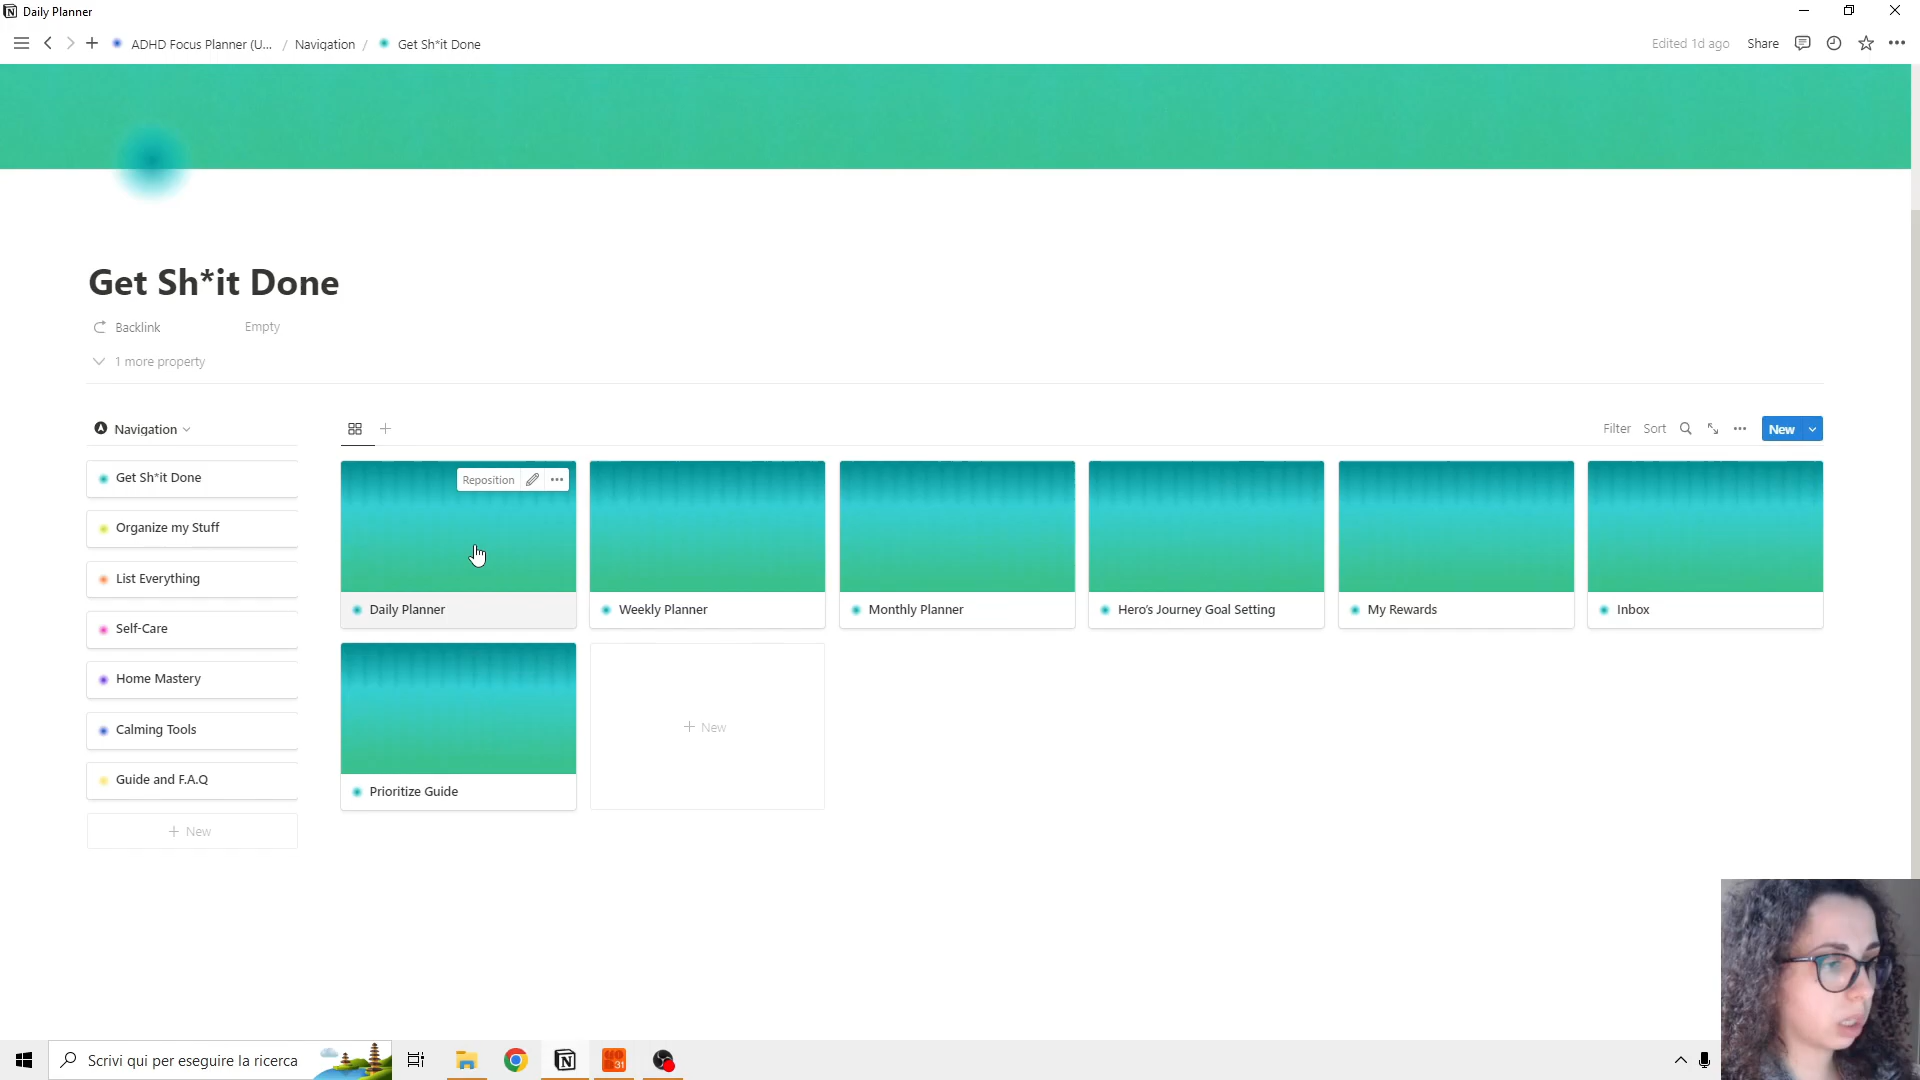 Daily Planner
ADHD Focus Planner (U... / Navigation / Get Sh*it Done
Edited 1d ago Share
Get Sh*it Done
Backlink Empty
1 more property
Navigation
Filter Sort New
Get Sh*it Done
Organize my Stuff
List Everything
Self-Care
Home Mastery
Calming Tools
Guide and F.A.Q
+ New
Reposition
Daily Planner
Weekly Planner
Monthly Planner
Hero's Journey Goal Setting
My Rewards
Inbox
Prioritize Guide
+ New
Scrivi qui per eseguire la ricerca
31